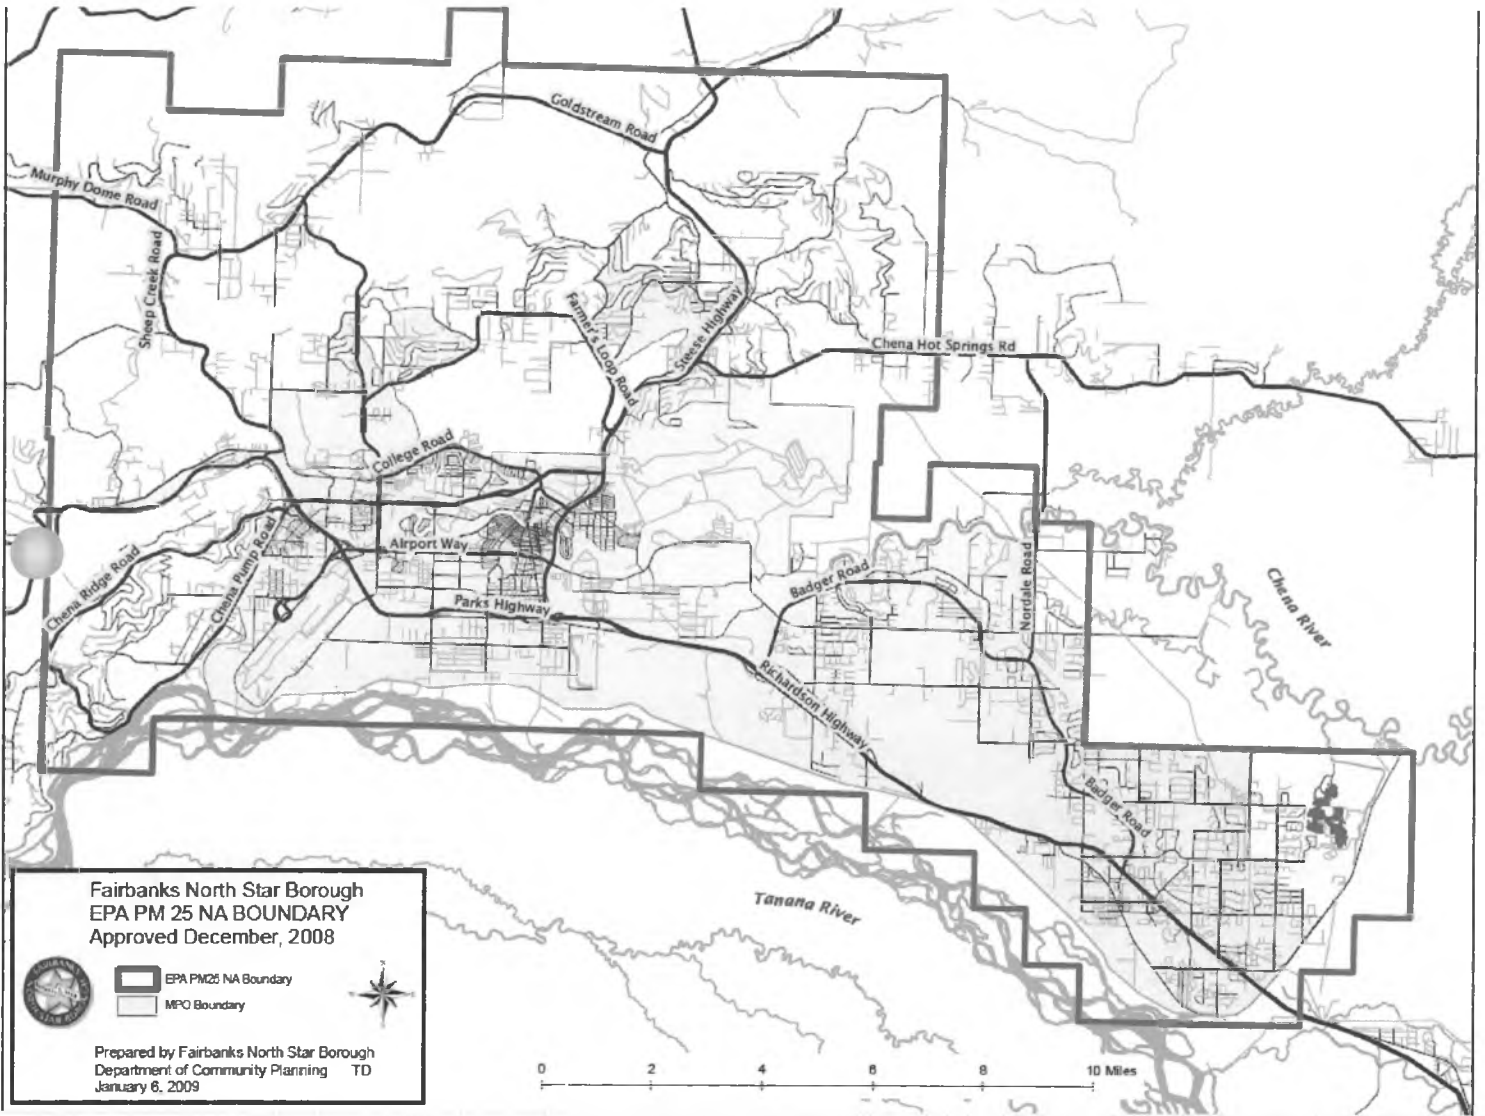 Goldstream Road
Murphy Dome Road
Sheep Creek Road
Farmer's Loop Road
Steese Highway
Chena Hot Springs Rd
College Road
Airport Way
Chena Ridge Road
Chena Pump Road
Parks Highway
Badger Road
Nordale Road
Chena River
Richardson Highway
Badger Road
Tanana River
Fairbanks North Star Borough
EPA PM 25 NA BOUNDARY
Approved December, 2008
EPA PM25 NA Boundary
MPO Boundary
Prepared by Fairbanks North Star Borough
Department of Community Planning TD
January 6, 2009
0 2 4 6 8 10 Miles